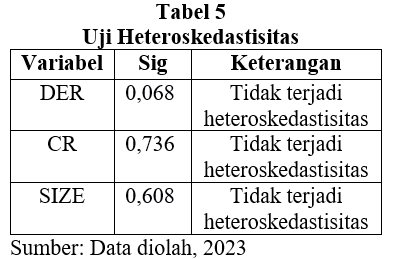 Tabel 5
Uji Heteroskedastisitas
Variabel Sig Keterangan
DER 0,068 Tidak terjadi
heteroskedastisitas
CR 0,736 Tidak terjadi
heteroskedastisitas
SIZE 0,608 Tidak terjadi
heteroskedastisitas
Sumber: Data diolah, 2023